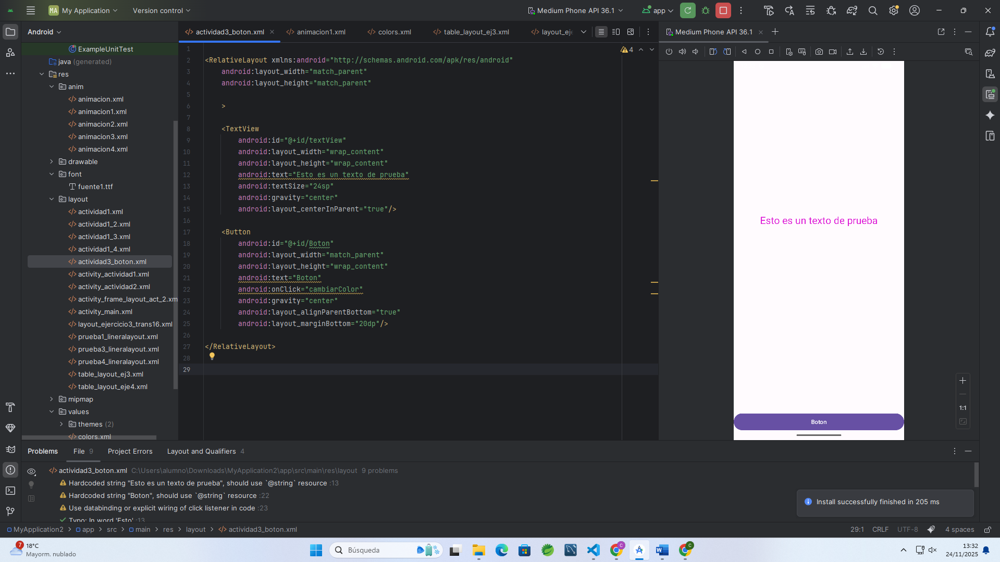 MA My Application
Version control
Medium Phone API 36.1
app
Android
actividad3_boton.xml
animacion1.xml
colors.xml
table_layout_ej3.xml
layout_eje
Medium Phone API 36.1
ExampleUnitTest
java (generated)
res
anim
animacion.xml
animacion1.xml
animacion2.xml
animacion3.xml
animacion4.xml
drawable
font
fuente1.ttf
layout
actividad1.xml
actividad1_2.xml
actividad1_3.xml
actividad1_4.xml
actividad3_boton.xml
activity_actividad1.xml
activity_actividad2.xml
activity_frame_layout_act_2.xm
activity_main.xml
layout_ejercicio3_trans16.xml
prueba1_lineralayout.xml
prueba3_lineralayout.xml
prueba4_lineralayout.xml
table_layout_ej3.xml
table_layout_eje4.xml
mipmap
values
themes (2)
colors.xml
4
1
2 <RelativeLayout xmlns:android="http://schemas.android.com/apk/res/android"
3 android:layout_width="match_parent"
4 android:layout_height="match_parent"
5
6 >
7
8 <TextView
9 android:id="@+id/textView"
10 android:layout_width="wrap_content"
11 android:layout_height="wrap_content"
12 android:text="Esto es un texto de prueba"
13 android:textSize="24sp"
14 android:gravity="center"
15 android:layout_centerInParent="true"/>
16
17 <Button
18 android:id="@+id/Boton"
19 android:layout_width="match_parent"
20 android:layout_height="wrap_content"
21 android:text="Boton"
22 android:onClick="cambiarColor"
23 android:gravity="center"
24 android:layout_alignParentBottom="true"
25 android:layout_marginBottom="20dp"/>
26
27 </RelativeLayout>
28
29
Esto es un texto de prueba
Boton
1:1
Problems
File 9
Project Errors
Layout and Qualifiers 4
actividad3_boton.xml C:\Users\alumno\Downloads\MyApplication2\app\src\main\res\layout 9 problems
Hardcoded string "Esto es un texto de prueba", should use `@string` resource :13
Hardcoded string "Boton", should use `@string` resource :22
Use databinding or explicit wiring of click listener in code :23
Typo: In word 'Esto' :13
Install successfully finished in 205 ms
MyApplication2 > app > src > main > res > layout > actividad3_boton.xml
29:1 CRLF UTF-8 4 spaces
7
18°C
Mayorm. nublado
Búsqueda
C
C
13:32
24/11/2025